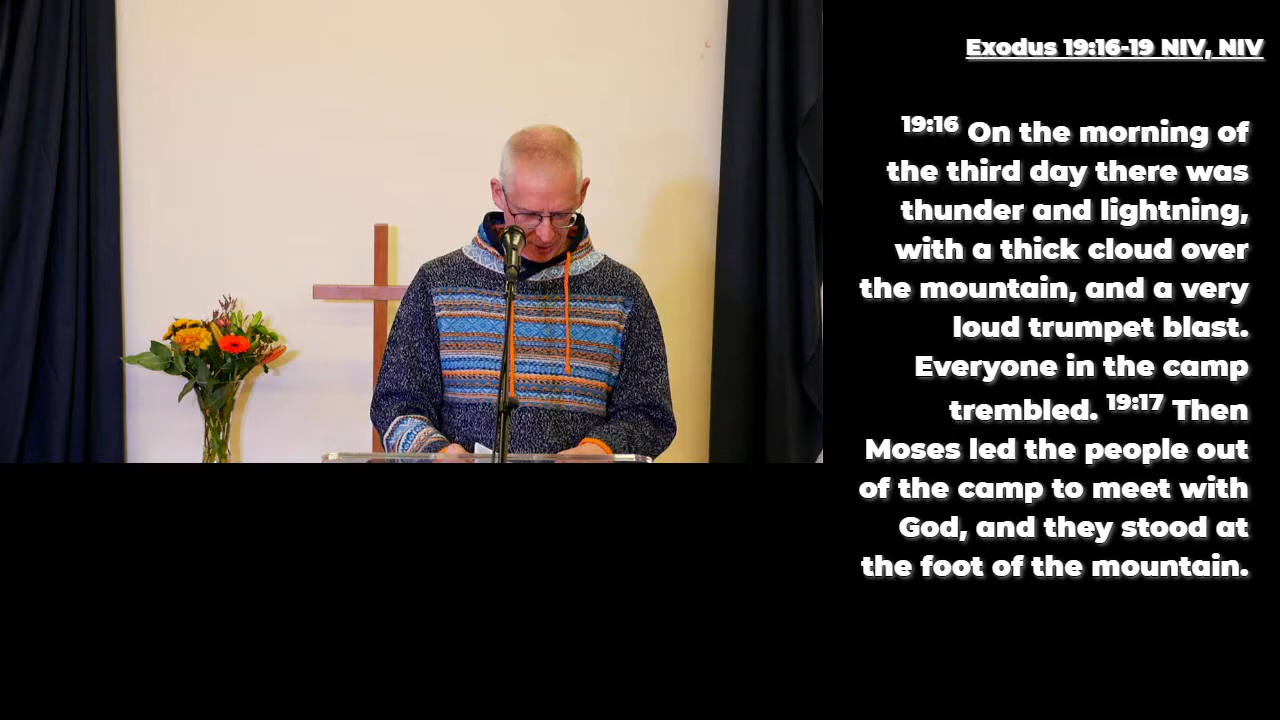 Exodus 19:16-19 NIV, NIV
19:16 On the morning of
the third day there was
thunder and lightning,
with a thick cloud over
the mountain, and a very
loud trumpet blast.
Everyone in the camp
trembled. 19:17 Then
Moses led the people out
of the camp to meet with
God, and they stood at
the foot of the mountain.